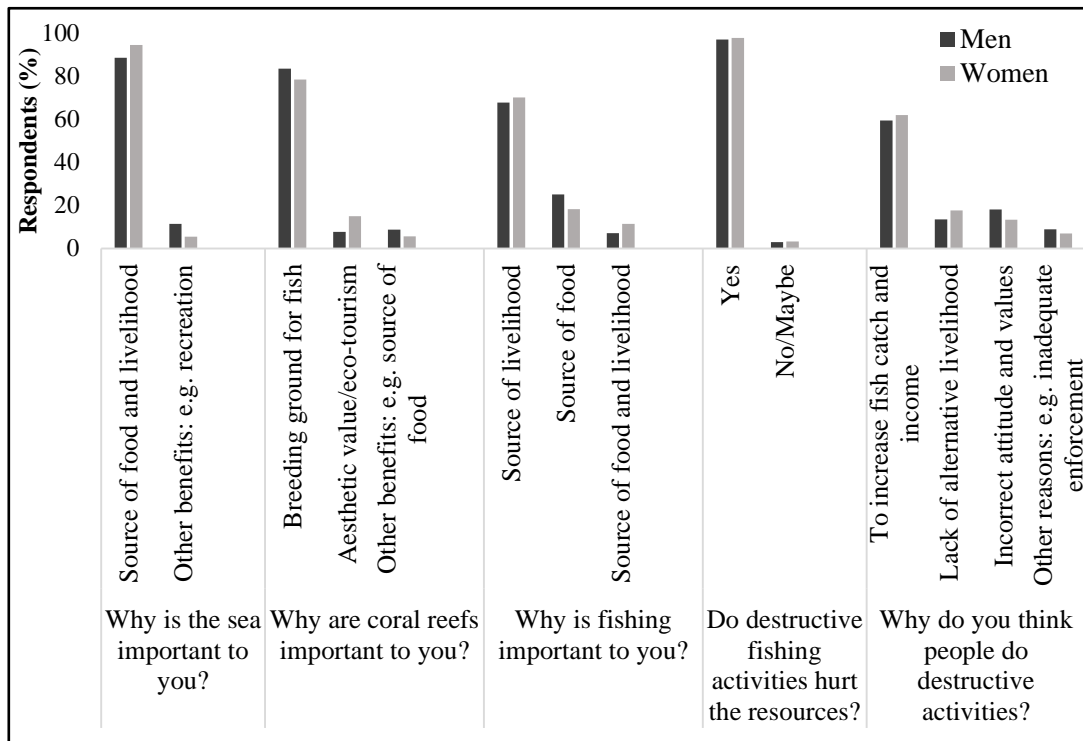 Respondents (%)
100
80
60
40
20
0
Men
Women
Source of food and livelihood
Other benefits: e.g. recreation
Breeding ground for fish
Aesthetic value/eco-tourism
Other benefits: e.g. source of
food
Source of livelihood
Source of food
Source of food and livelihood
Yes
No/Maybe
To increase fish catch and
income
Lack of alternative livelihood
Incorrect attitude and values
Other reasons: e.g. inadequate
enforcement
Why is the sea
important to
you?
Why are coral reefs
important to you?
Why is fishing
important to you?
Do destructive
fishing
activities hurt
the resources?
Why do you think
people do
destructive
activities?